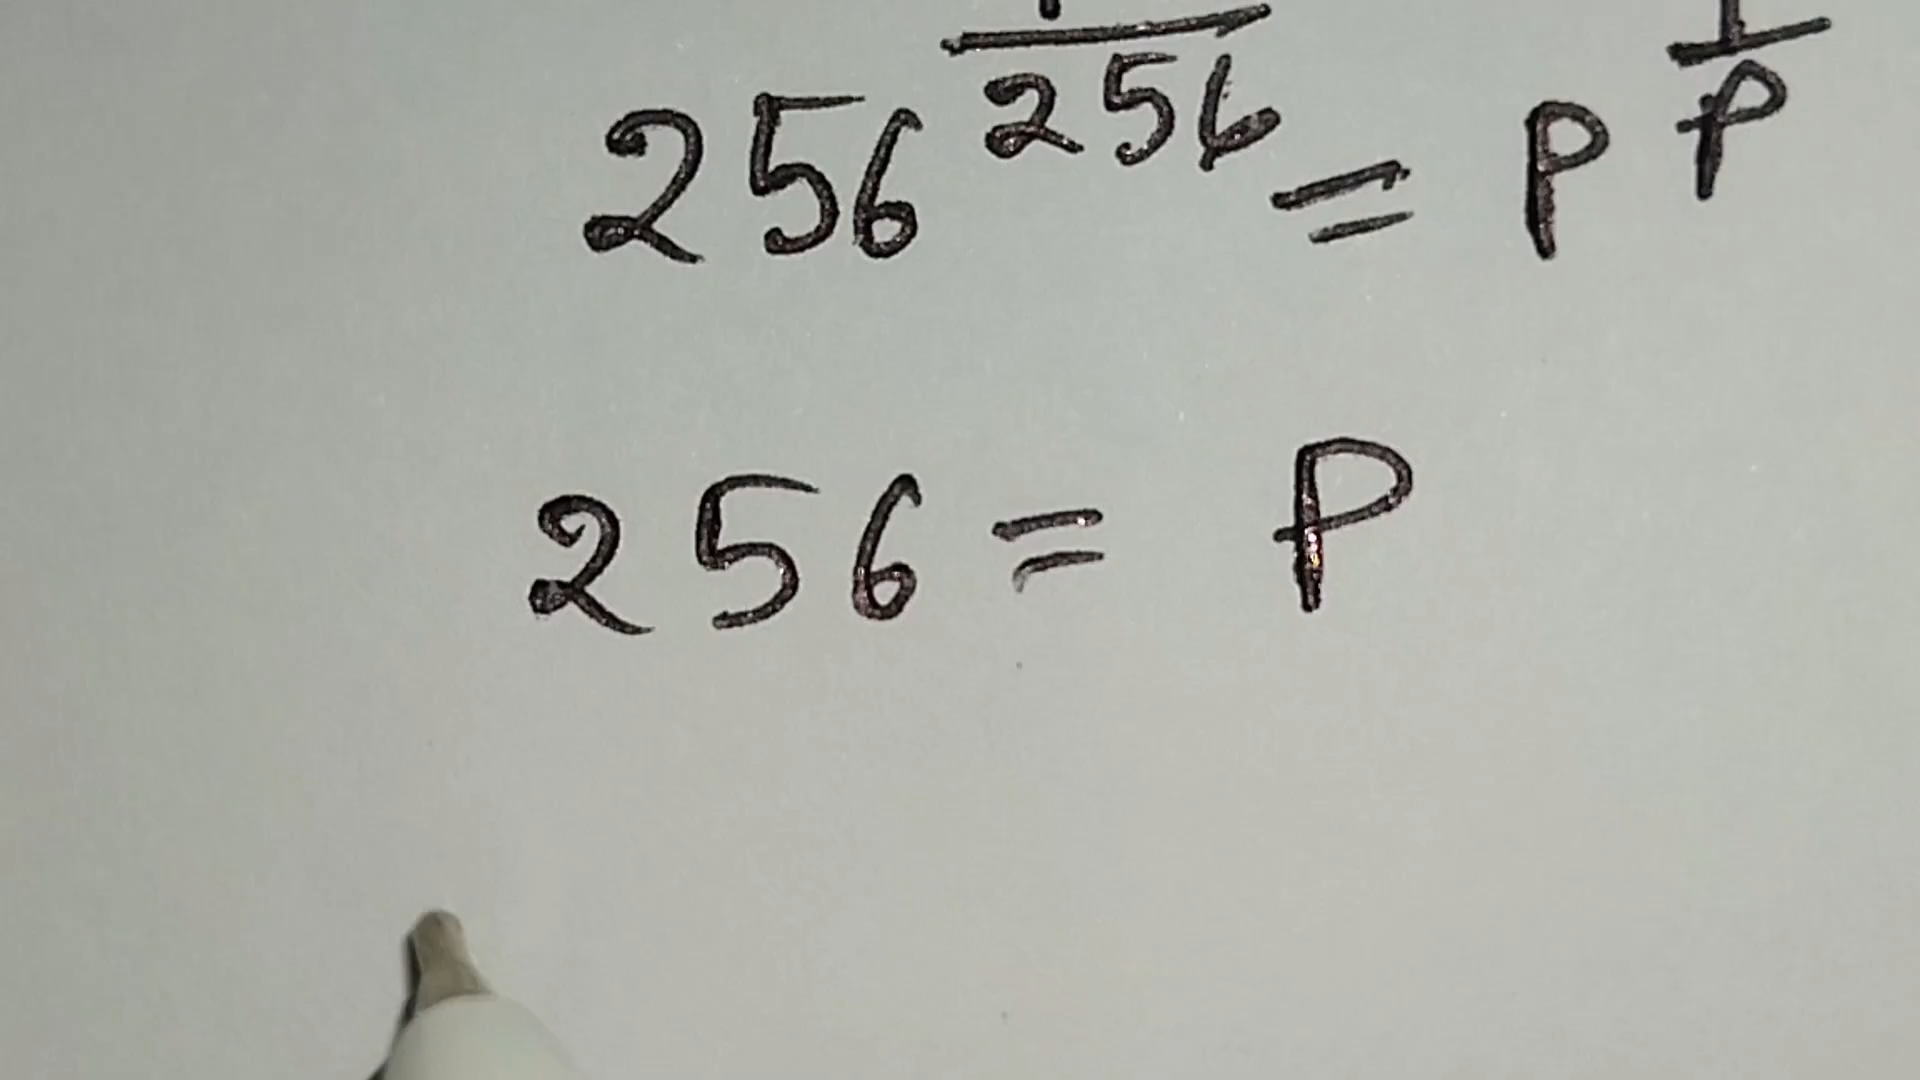 256^(1/256) = P^(1/P)
256 = P